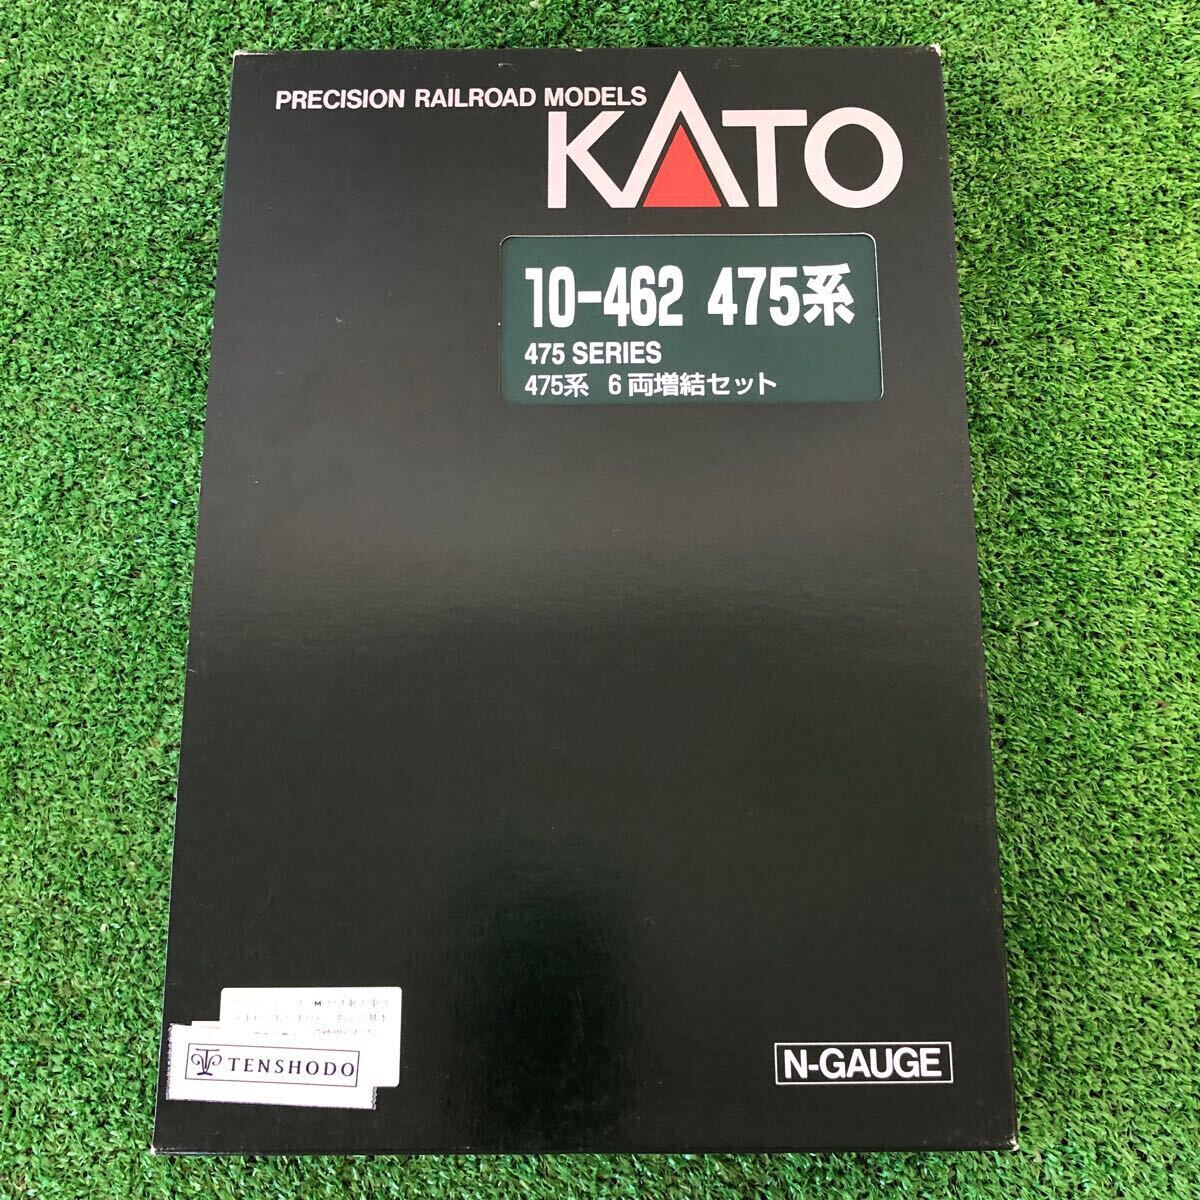 PRECISION RAILROAD MODELS
KATO
10-462 475系
475 SERIES
475系 6両増結セット
TENSHODO
N-GAUGE